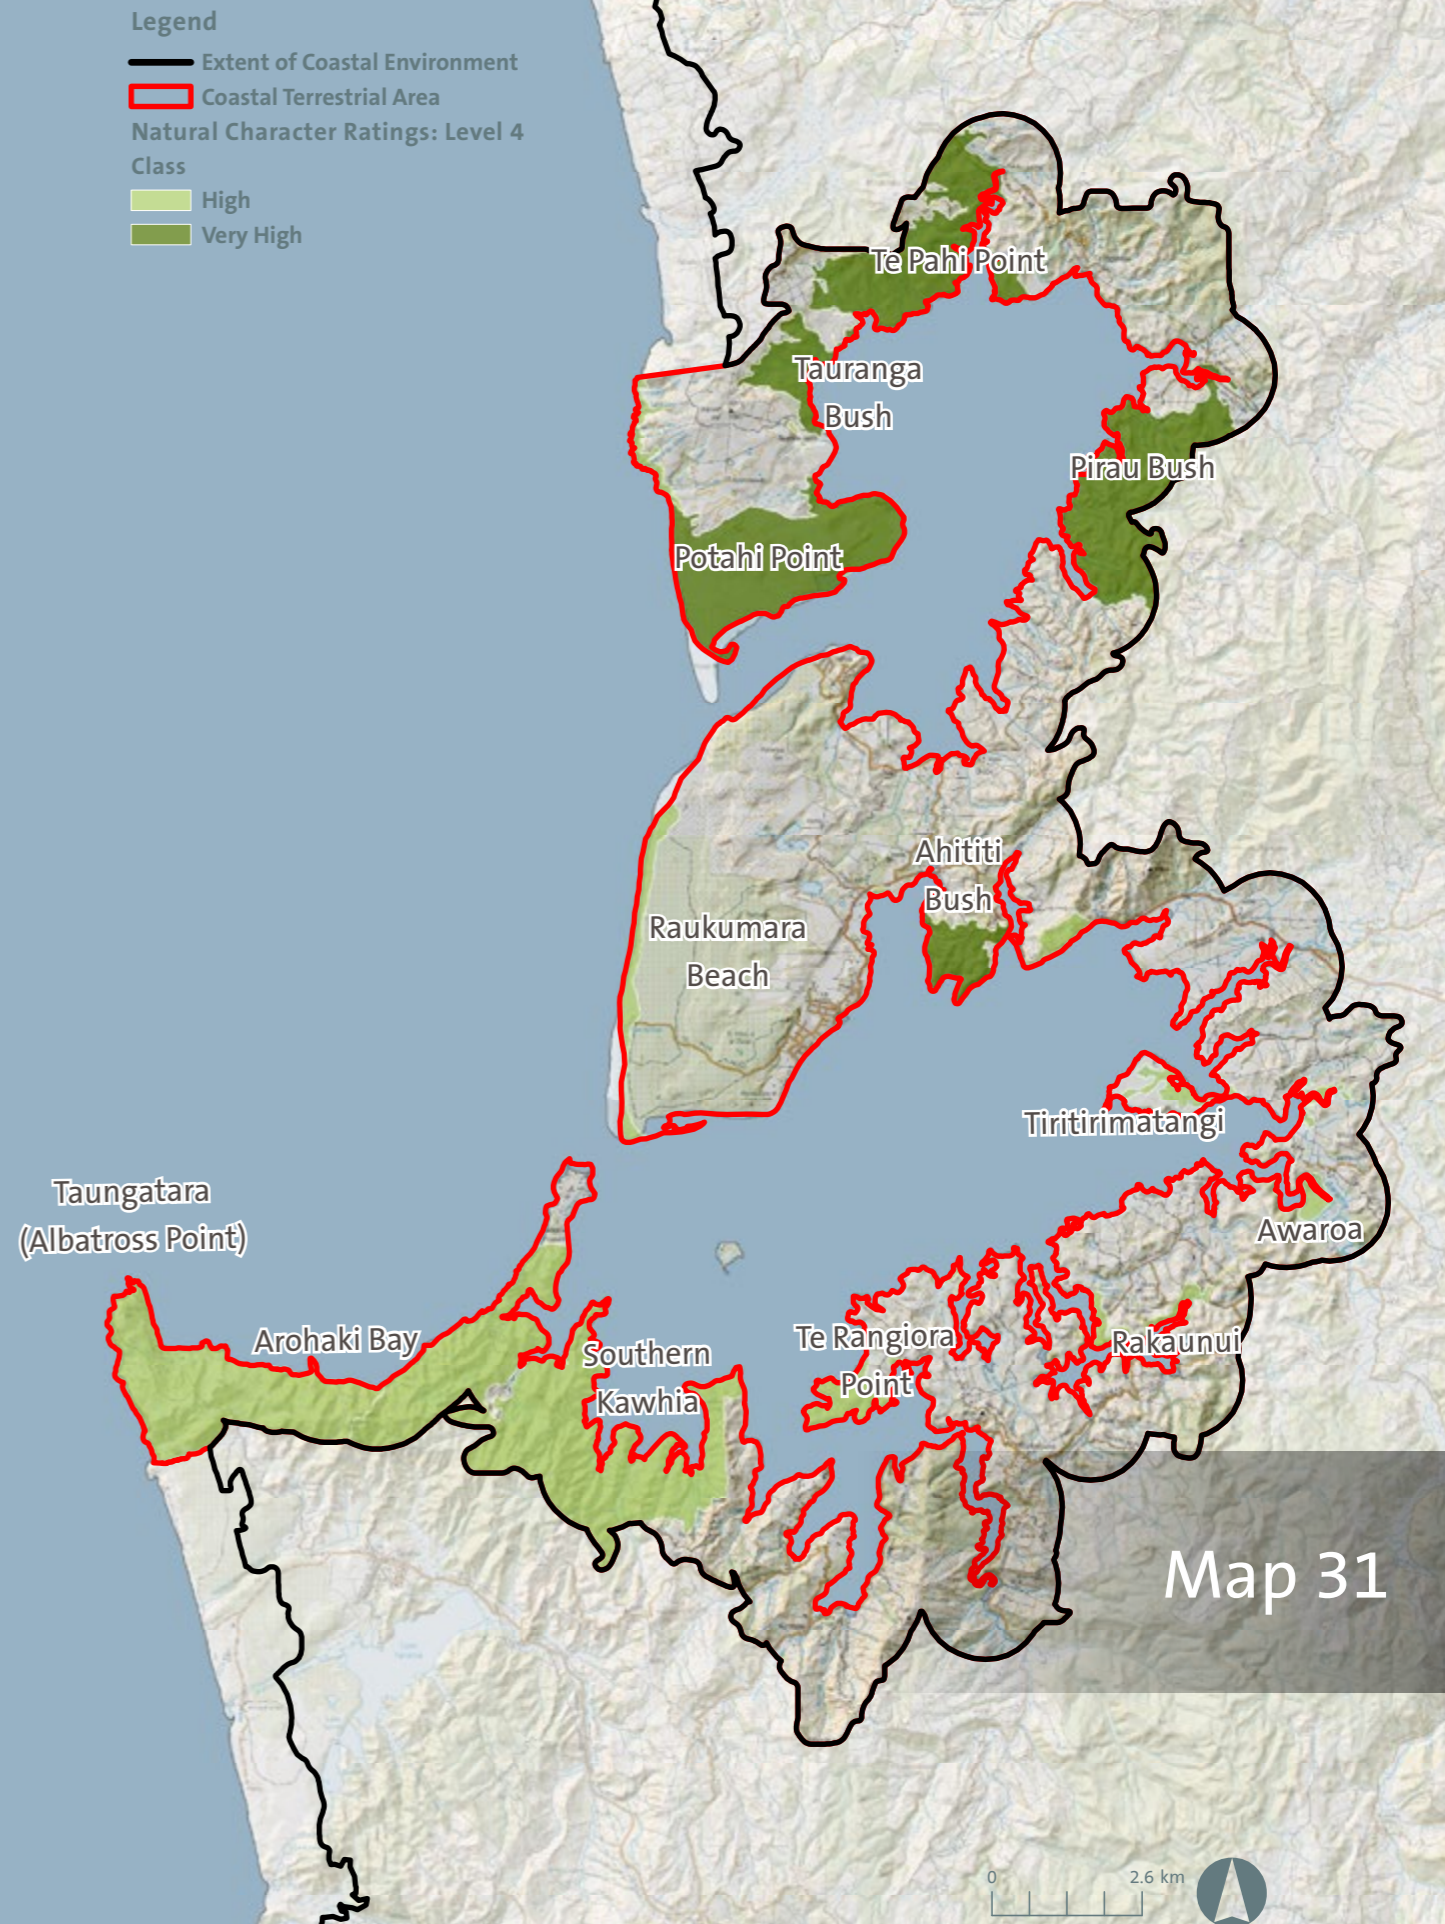 Legend
Extent of Coastal Environment
Coastal Terrestrial Area
Natural Character Ratings: Level 4
Class
High
Very High
Te Pahi Point
Tauranga
Bush
Pirau Bush
Potahi Point
Ahititi
Bush
Raukumara
Beach
Tiritirimatangi
Taungatara
(Albatross Point)
Awaroa
Arohaki Bay
Southern
Kawhia
Te Rangiora
Point
Rakaunui
Map 31
0
2.6 km